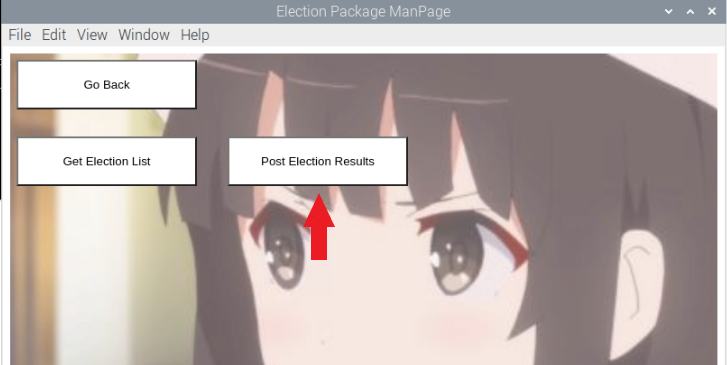 Election Package ManPage
File Edit View Window Help
Go Back
Get Election List Post Election Results